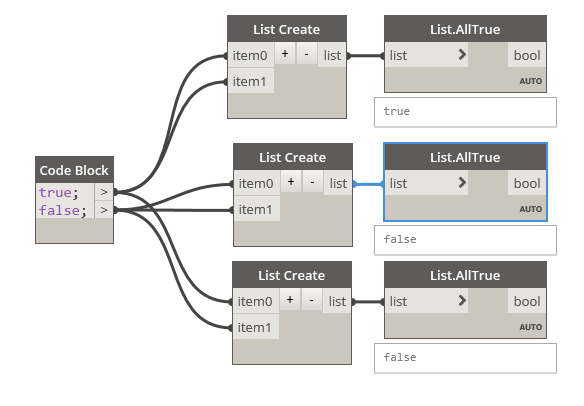 List Create
item0 + - list
item1
List.AllTrue
list > bool
AUTO
true
Code Block
true; >
false; >
List Create
item0 + - list
item1
List.AllTrue
list > bool
AUTO
false
List Create
item0 + - list
item1
List.AllTrue
list > bool
AUTO
false